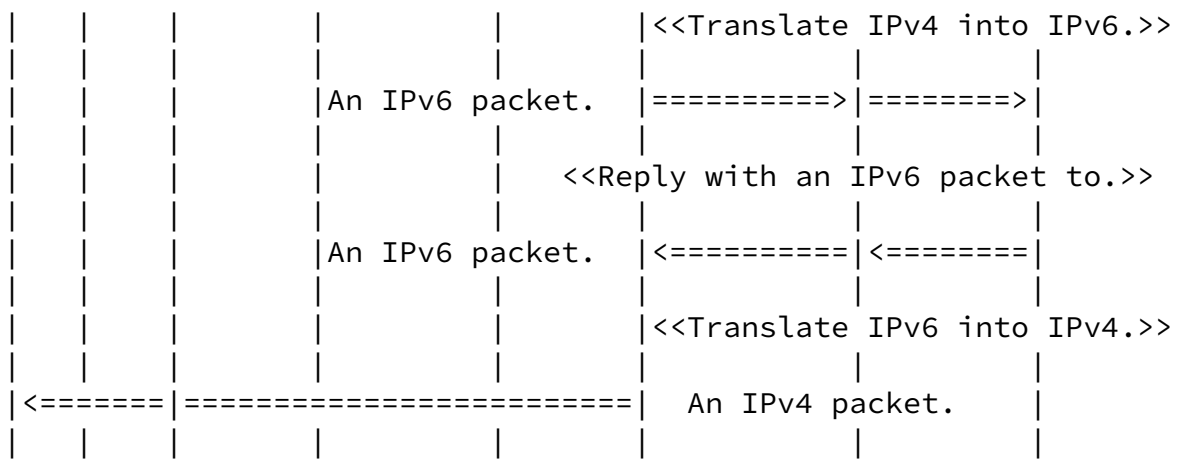 |    |     |        |          |        |<<Translate IPv4 into IPv6.>>
|    |     |        |          |        |           |          |
|    |     |        |An IPv6 packet.  |==========>|========>|
|    |     |        |          |        |           |          |
|    |     |        |          |   <<Reply with an IPv6 packet to.>>
|    |     |        |          |        |           |          |
|    |     |        |An IPv6 packet.  |<==========|<========|
|    |     |        |          |        |           |          |
|    |     |        |          |        |<<Translate IPv6 into IPv4.>>
|    |     |        |          |        |           |          |
|<=======|=========================|  An IPv4 packet.     |
|    |     |        |          |        |           |          |